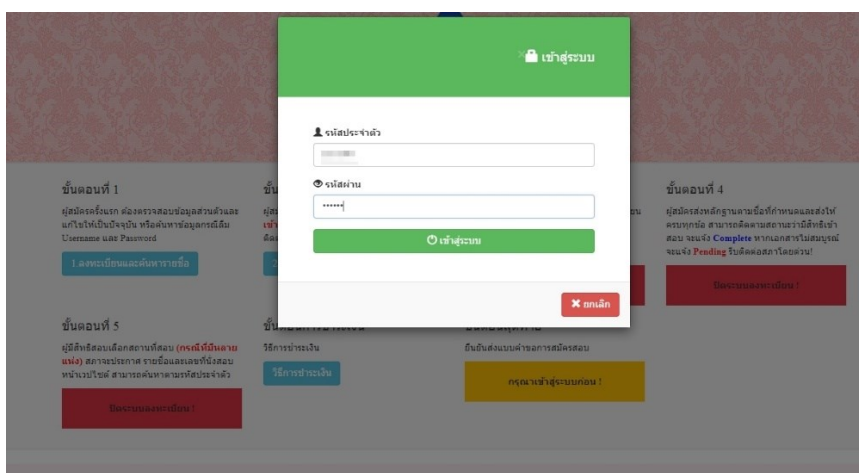 เข้าสู่ระบบ
รหัสประจำตัว
รหัสผ่าน
••••••
เข้าสู่ระบบ
ยกเลิก
ขั้นตอนที่ 1
ผู้สมัครครั้งแรก ต้องตรวจสอบข้อมูลส่วนตัวและ
แก้ไขให้เป็นปัจจุบัน หรือค้นหาข้อมูลกรณีลืม
Username และ Password
1.ลงทะเบียนและค้นหารายชื่อ
ขั้นตอนที่ 4
ผู้สมัครส่งหลักฐานตามข้อที่กำหนดและส่งให้
ครบทุกข้อ สามารถติดตามสถานะว่ามีสิทธิเข้า
สอบ จะแจ้ง Complete หากเอกสารไม่สมบูรณ์
จะแจ้ง Pending รีบติดต่อสภาโดยด่วน!
ปิดระบบลงทะเบียน !
ขั้นตอนที่ 5
ผู้มีสิทธิสอบเลือกสถานที่สอบ (กรณีที่มีหลาย
แห่ง) สภาจะประกาศ รายชื่อและเลขที่นั่งสอบ
หน้าเวปไซต์ สามารถค้นหาตามรหัสประจำตัว
ปิดระบบลงทะเบียน !
วิธีการชำระเงิน
วิธีการชำระเงิน
ยืนยันส่งแบบคำขอการสมัครสอบ
กรุณาเข้าสู่ระบบก่อน !